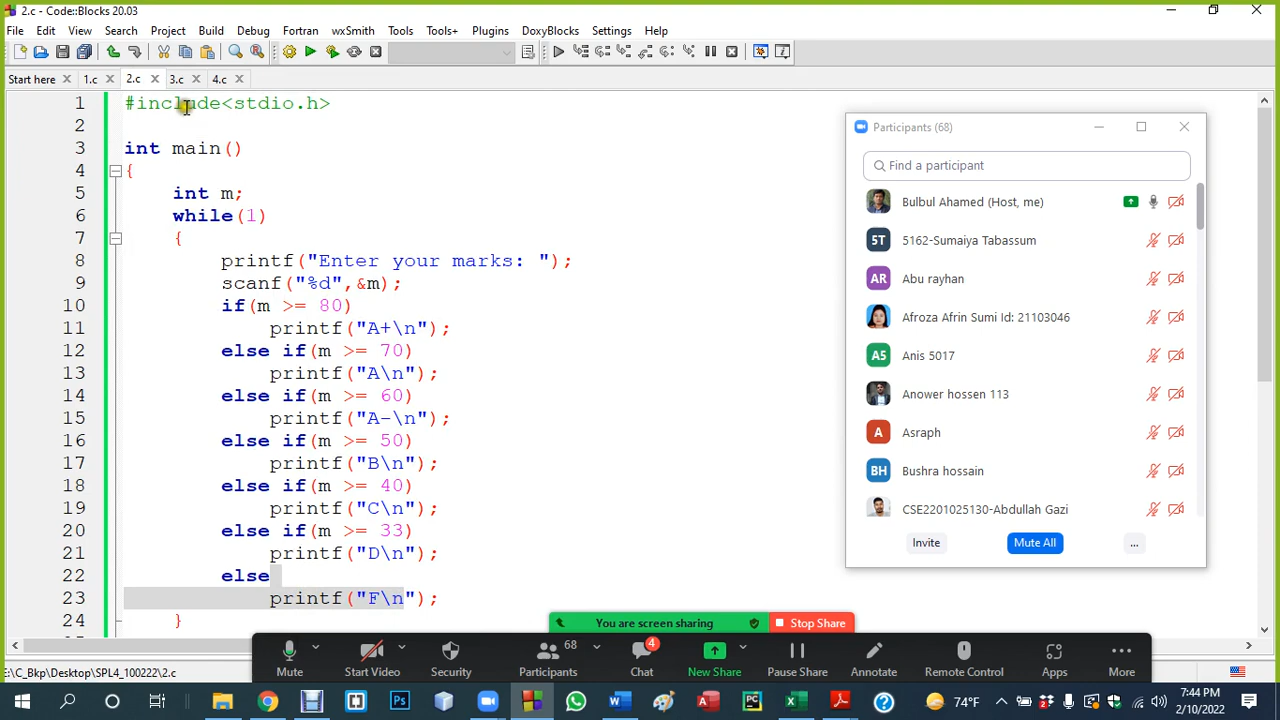 2.c - Code::Blocks 20.03
File Edit View Search Project Build Debug Fortran wxSmith Tools Tools+ Plugins DoxyBlocks Settings Help
Start here 1.c 2.c 3.c 4.c
1 #include<stdio.h>
2
3 int main()
4 {
5 int m;
6 while(1)
7 {
8 printf("Enter your marks: ");
9 scanf("%d",&m);
10 if(m >= 80)
11 printf("A+\n");
12 else if(m >= 70)
13 printf("A\n");
14 else if(m >= 60)
15 printf("A-\n");
16 else if(m >= 50)
17 printf("B\n");
18 else if(m >= 40)
19 printf("C\n");
20 else if(m >= 33)
21 printf("D\n");
22 else
23 printf("F\n");
24 }
Participants (68)
Find a participant
Bulbul Ahamed (Host, me)
5T 5162-Sumaiya Tabassum
AR Abu rayhan
Afroza Afrin Sumi Id: 21103046
A5 Anis 5017
Anower hossen 113
A Asraph
BH Bushra hossain
CSE2201025130-Abdullah Gazi
Invite Mute All ...
You are screen sharing Stop Share
68 4
Mute Start Video Security Participants Chat New Share Pause Share Annotate Remote Control Apps More
E:\C_Bkp\Desktop\SPL4_100222\2.c
74°F
7:44 PM
2/10/2022